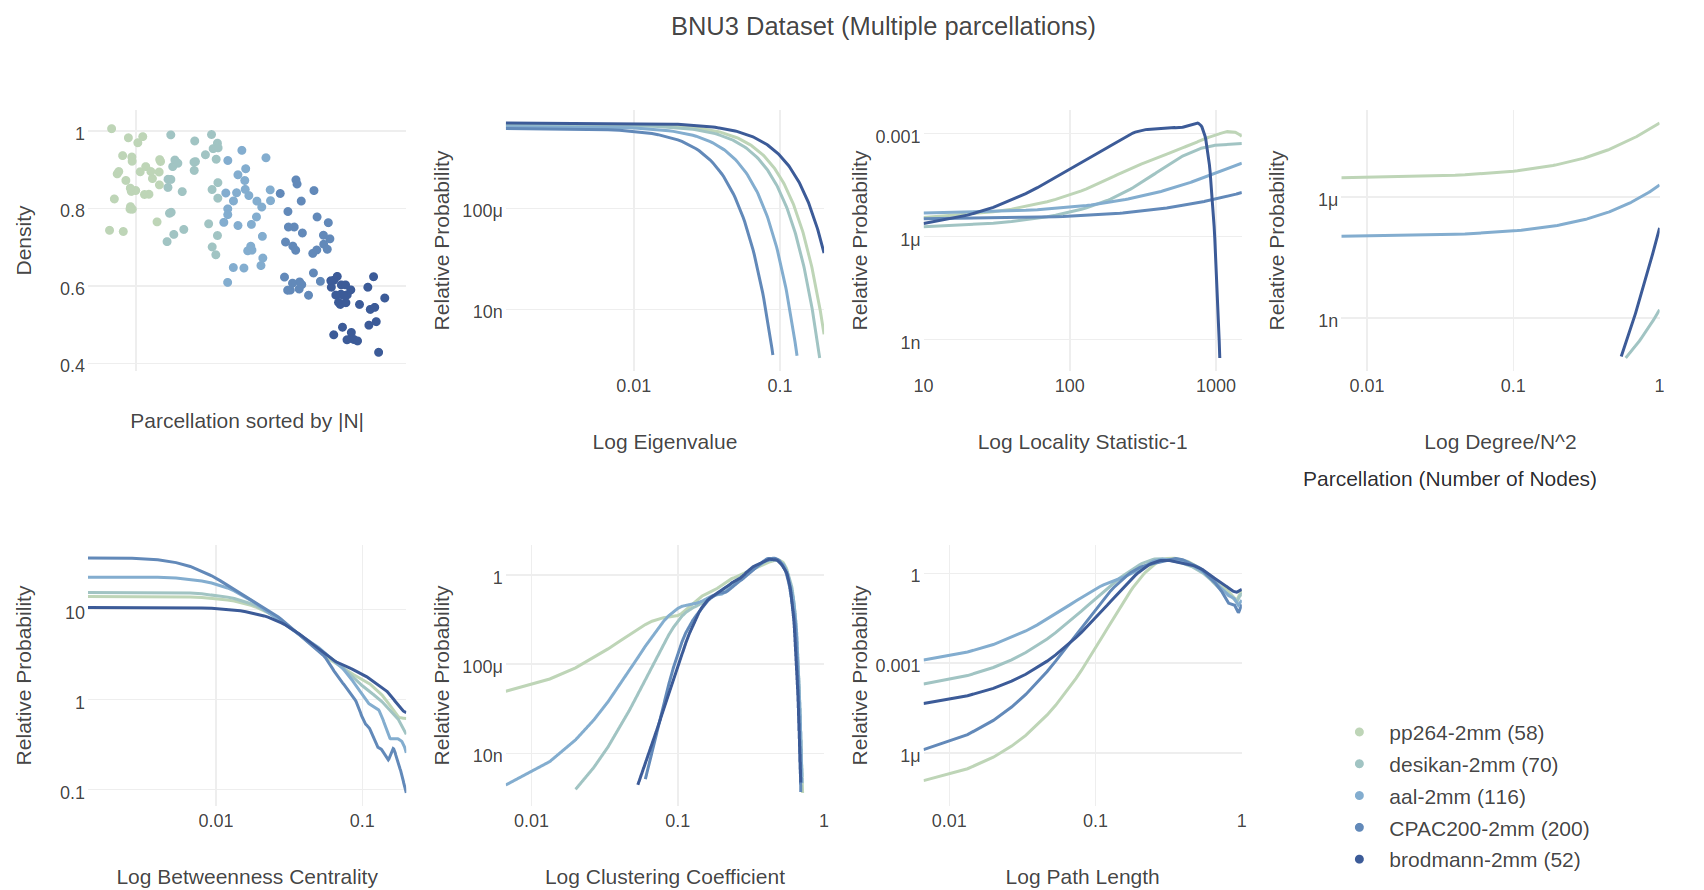 BNU3 Dataset (Multiple parcellations)
Density
1
0.8
0.6
0.4
Parcellation sorted by |N|
Relative Probability
100μ
10n
0.01
0.1
Log Eigenvalue
Relative Probability
0.001
1μ
1n
10
100
1000
Log Locality Statistic-1
Relative Probability
1μ
1n
0.01
0.1
1
Log Degree/N^2
Parcellation (Number of Nodes)
Relative Probability
10
1
0.1
0.01
0.1
Log Betweenness Centrality
Relative Probability
1
100μ
10n
0.01
0.1
1
Log Clustering Coefficient
Relative Probability
1
0.001
1μ
0.01
0.1
1
Log Path Length
pp264-2mm (58)
desikan-2mm (70)
aal-2mm (116)
CPAC200-2mm (200)
brodmann-2mm (52)